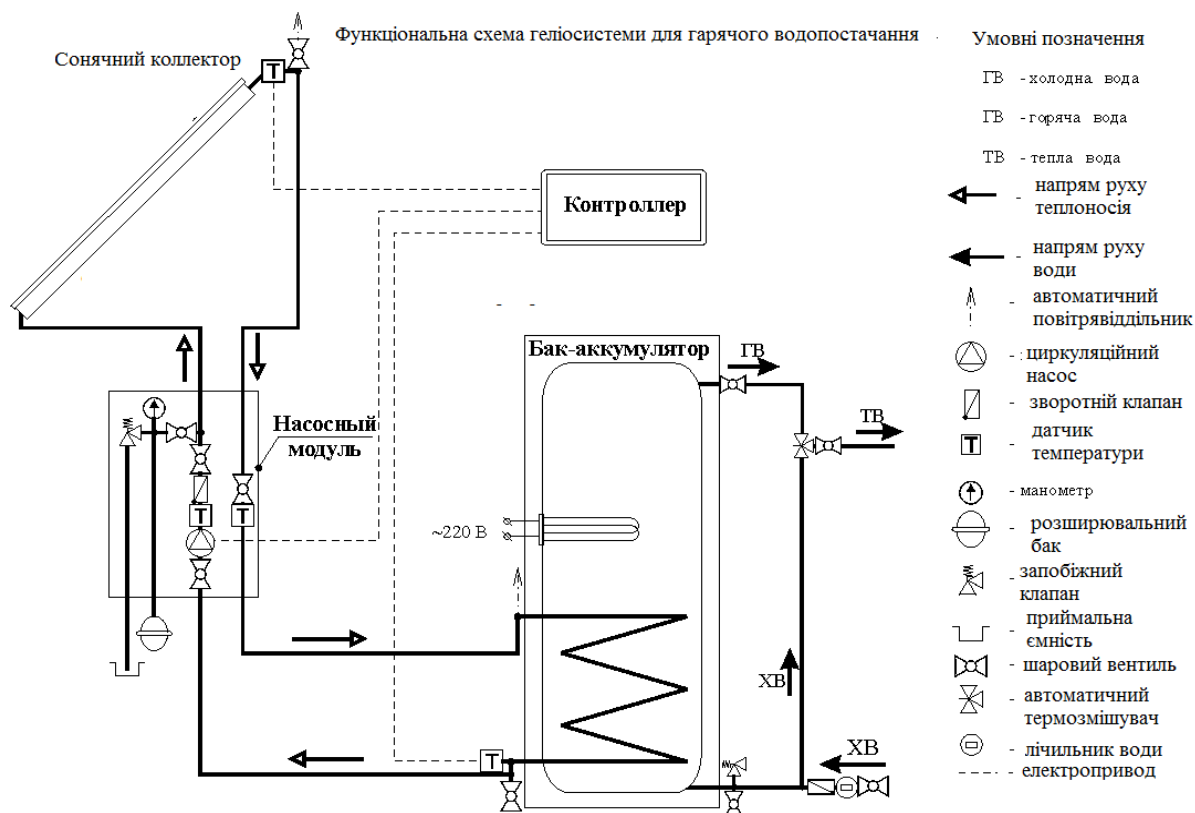 Функціональна схема геліосистеми для гарячого водопостачання
Сонячний коллектор
T
Контроллер
Бак-аккумулятор
ГВ
ТВ
Насосный
модуль
T
T
~220 В
ХВ
T
ХВ
Умовні позначення
ГВ - холодна вода
ГВ - горяча вода
ТВ - тепла вода
- напрям руху
теплоносія
- напрям руху
води
- автоматичний
повітрявіддільник
- циркуляційний
насос
- зворотній клапан
T - датчик
температури
- манометр
- розширювальний
бак
- запобіжний
клапан
- приймальна
ємність
- шаровий вентиль
- автоматичний
термозмішувач
- лічильник води
- електропривод